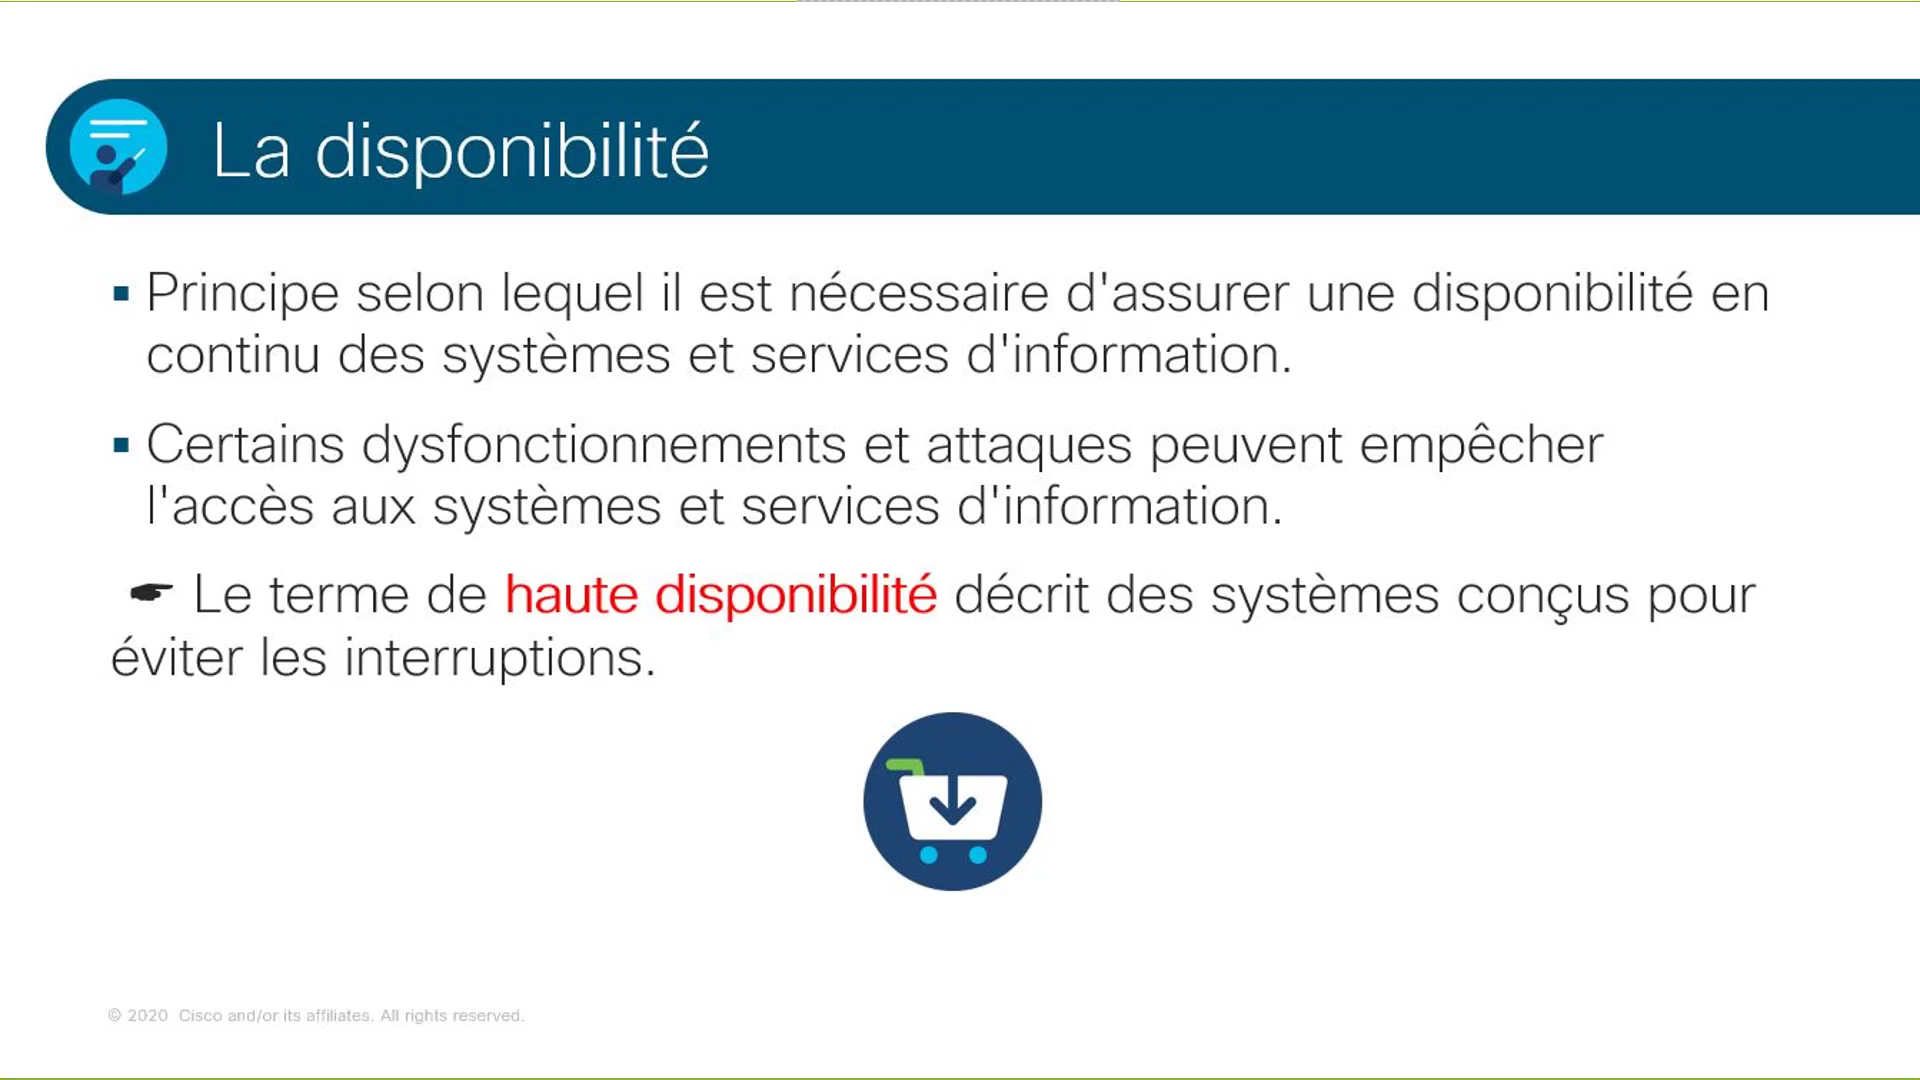 La disponibilité
▪ Principe selon lequel il est nécessaire d'assurer une disponibilité en
continu des systèmes et services d'information.
▪ Certains dysfonctionnements et attaques peuvent empêcher
l'accès aux systèmes et services d'information.
☛ Le terme de haute disponibilité décrit des systèmes conçus pour
éviter les interruptions.
© 2020 Cisco and/or its affiliates. All rights reserved.